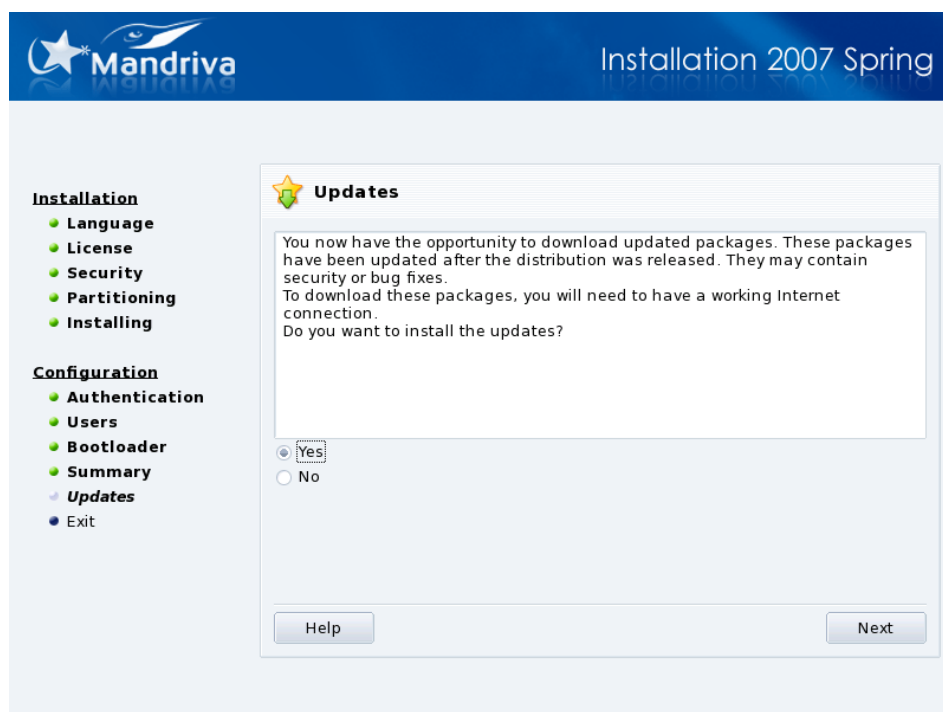 Mandriva
Installation 2007 Spring
Installation
Language
License
Security
Partitioning
Installing
Configuration
Authentication
Users
Bootloader
Summary
Updates
Exit
Updates
You now have the opportunity to download updated packages. These packages
have been updated after the distribution was released. They may contain
security or bug fixes.
To download these packages, you will need to have a working Internet
connection.
Do you want to install the updates?
Yes
No
Help
Next